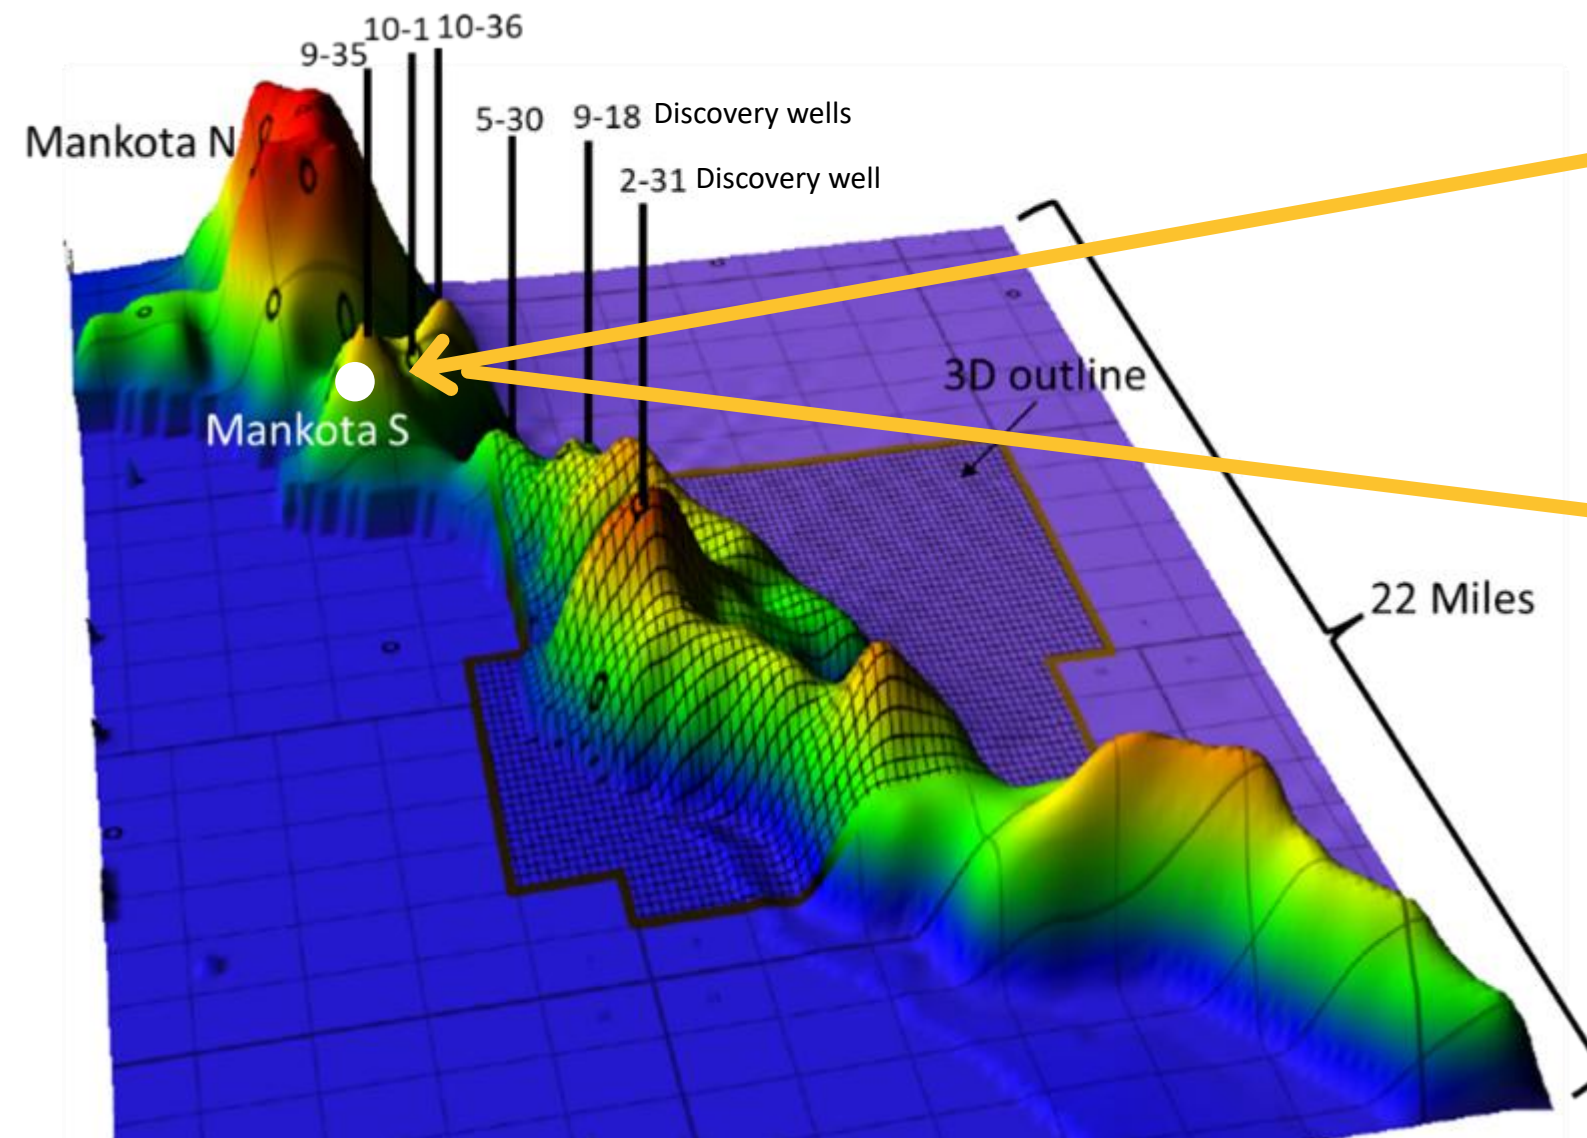 10-1 10-36
9-35
5-30 9-18 Discovery wells
Mankota N
2-31 Discovery well
3D outline
Mankota S
22 Miles